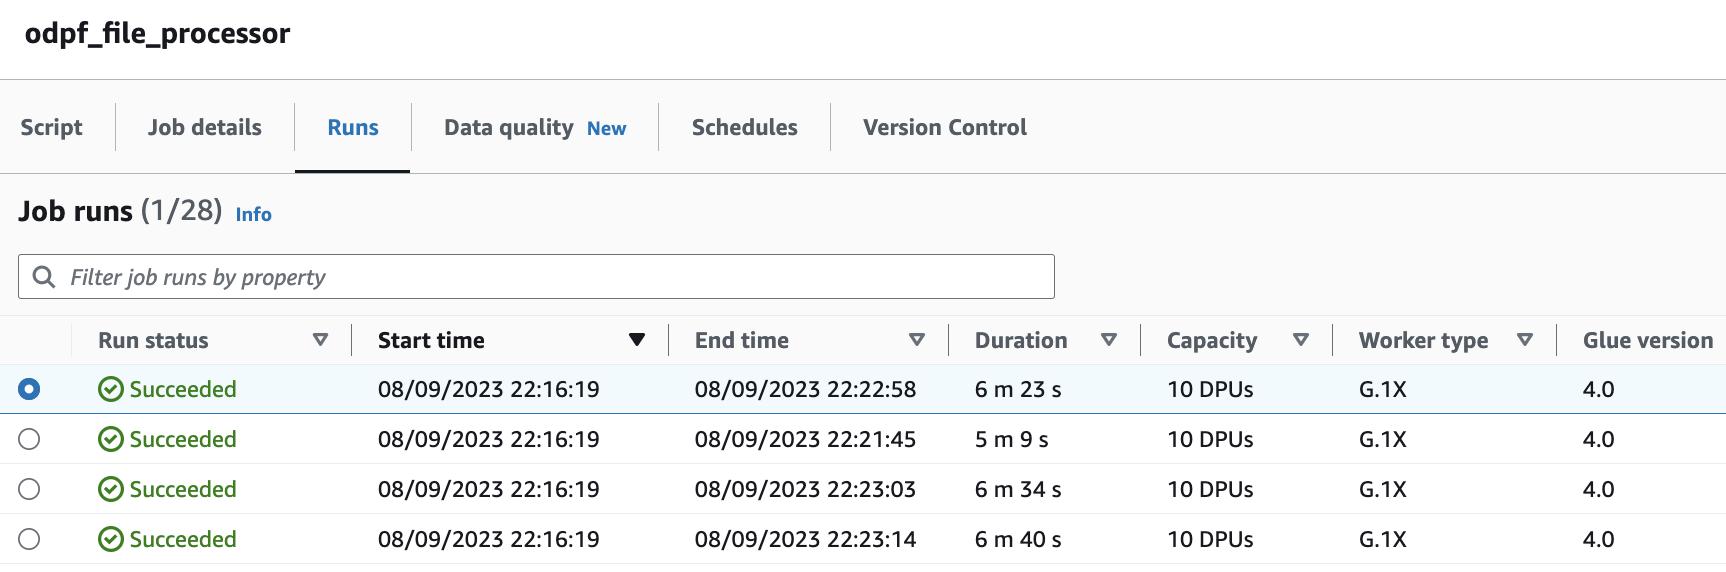 odpf_file_processor
Script Job details Runs Data quality New Schedules Version Control
Job runs (1/28) Info
Filter job runs by property
Run status Start time End time Duration Capacity Worker type Glue version
Succeeded 08/09/2023 22:16:19 08/09/2023 22:22:58 6 m 23 s 10 DPUs G.1X 4.0
Succeeded 08/09/2023 22:16:19 08/09/2023 22:21:45 5 m 9 s 10 DPUs G.1X 4.0
Succeeded 08/09/2023 22:16:19 08/09/2023 22:23:03 6 m 34 s 10 DPUs G.1X 4.0
Succeeded 08/09/2023 22:16:19 08/09/2023 22:23:14 6 m 40 s 10 DPUs G.1X 4.0